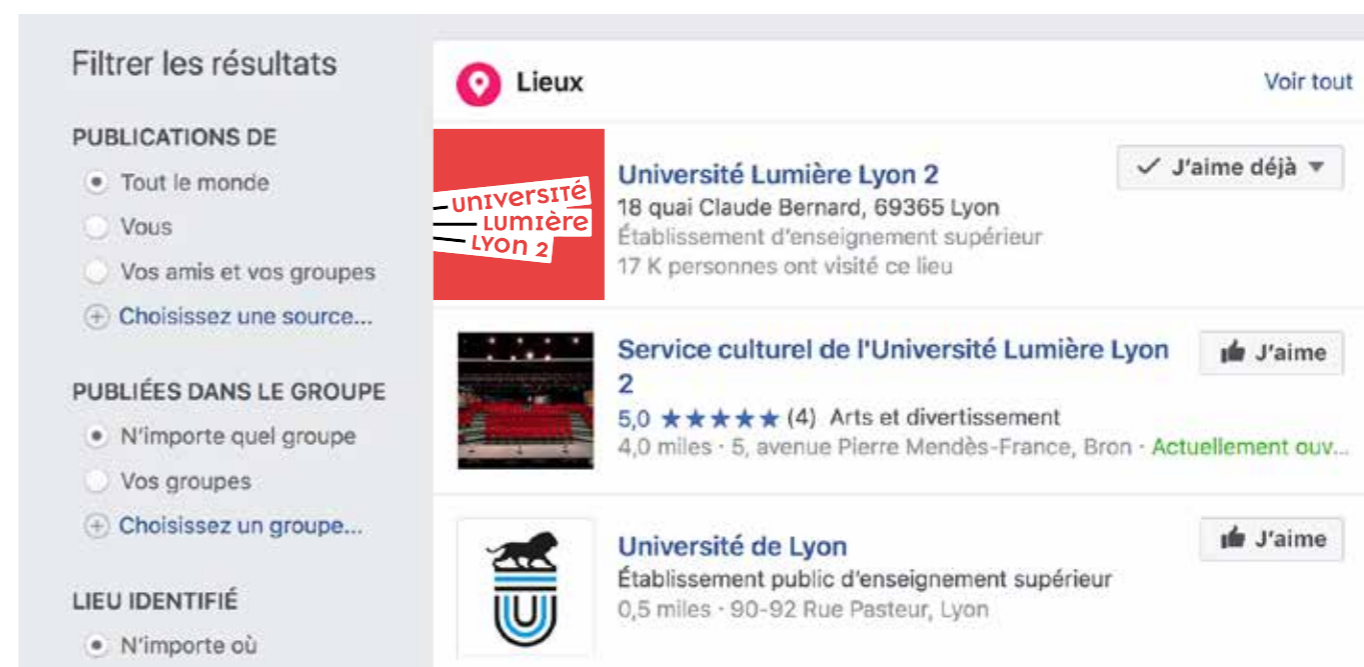 Filtrer les résultats
PUBLICATIONS DE
Tout le monde
Vous
Vos amis et vos groupes
Choisissez une source...
PUBLIÉES DANS LE GROUPE
N'importe quel groupe
Vos groupes
Choisissez un groupe...
LIEU IDENTIFIÉ
N'importe où
Lieux
Voir tout
université
Lumière
Lyon 2
Université Lumière Lyon 2
J'aime déjà
18 quai Claude Bernard, 69365 Lyon
Établissement d'enseignement supérieur
17 K personnes ont visité ce lieu
Service culturel de l'Université Lumière Lyon
2
J'aime
5,0 ★★★★★ (4) Arts et divertissement
4,0 miles · 5, avenue Pierre Mendès-France, Bron · Actuellement ouv...
Université de Lyon
J'aime
Établissement public d'enseignement supérieur
0,5 miles · 90-92 Rue Pasteur, Lyon